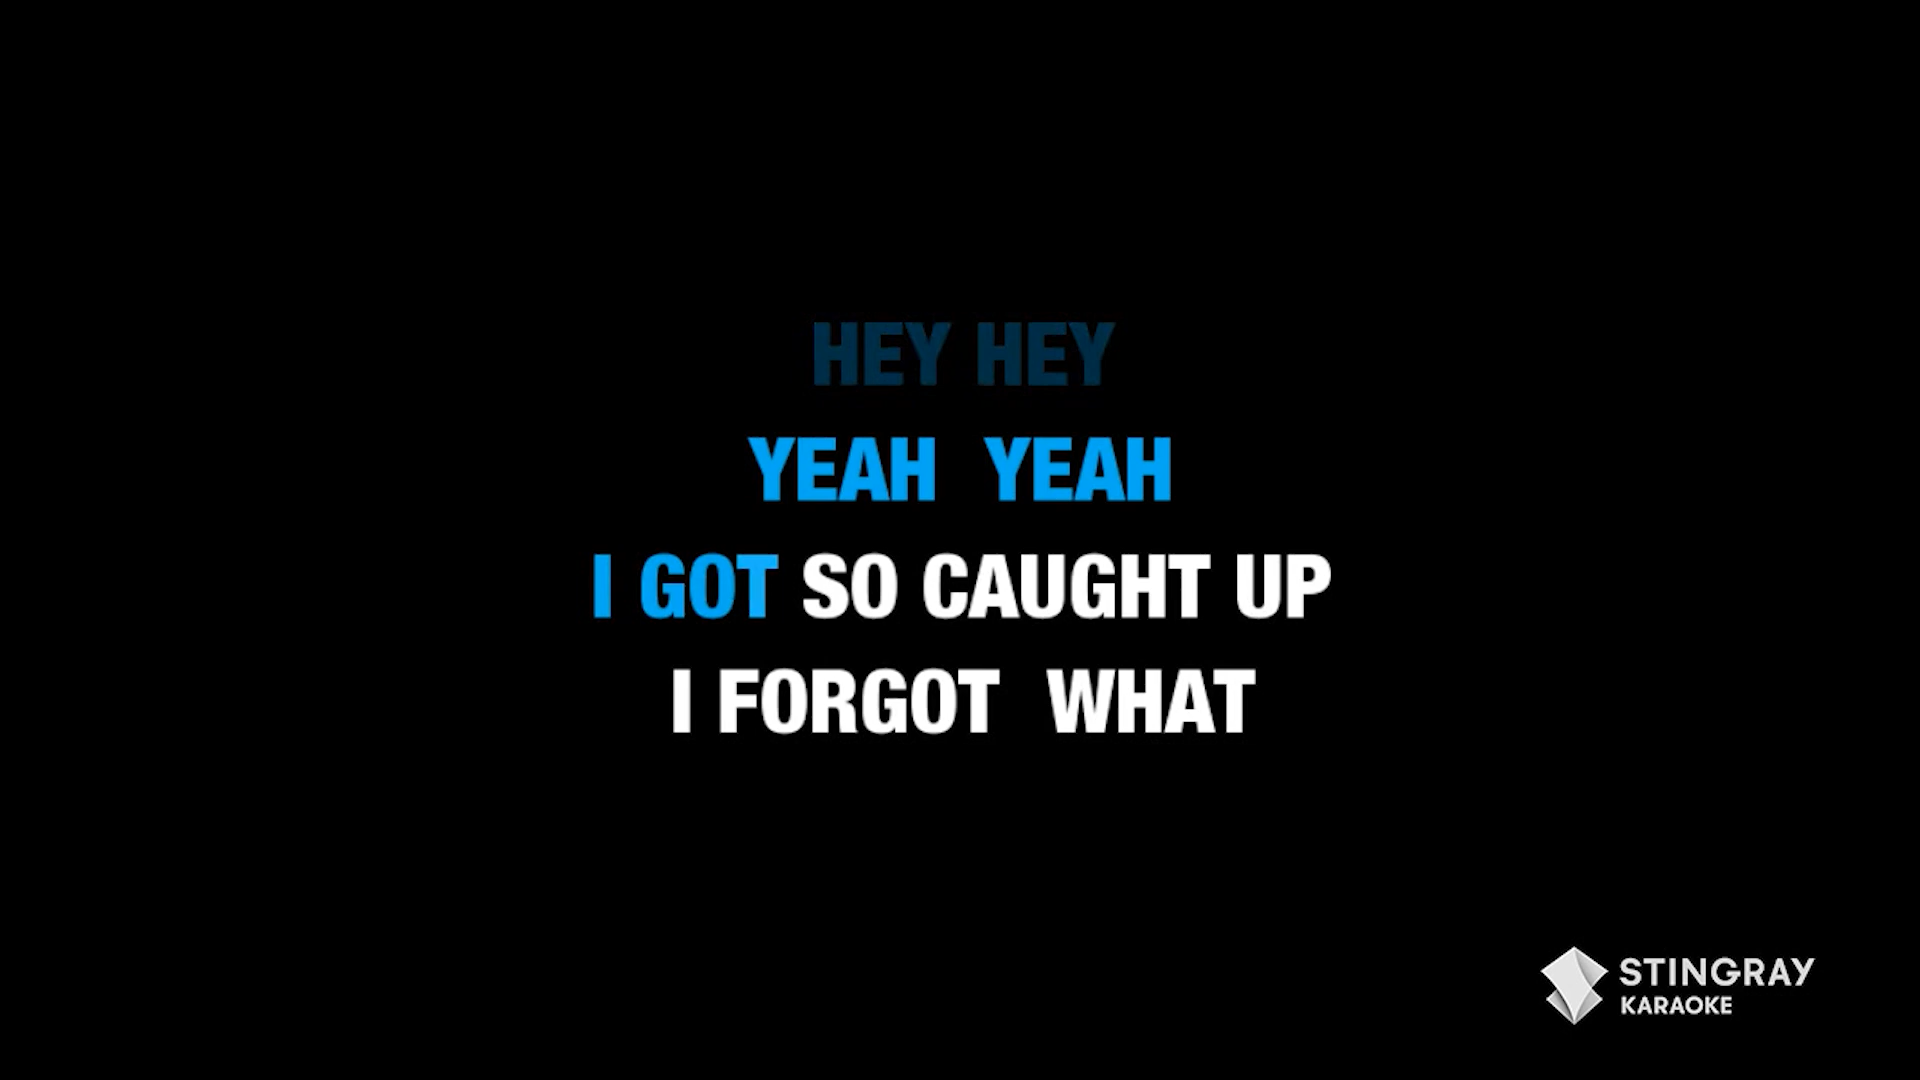 HEY HEY
YEAH YEAH
I GOT SO CAUGHT UP
I FORGOT WHAT
STINGRAY
KARAOKE